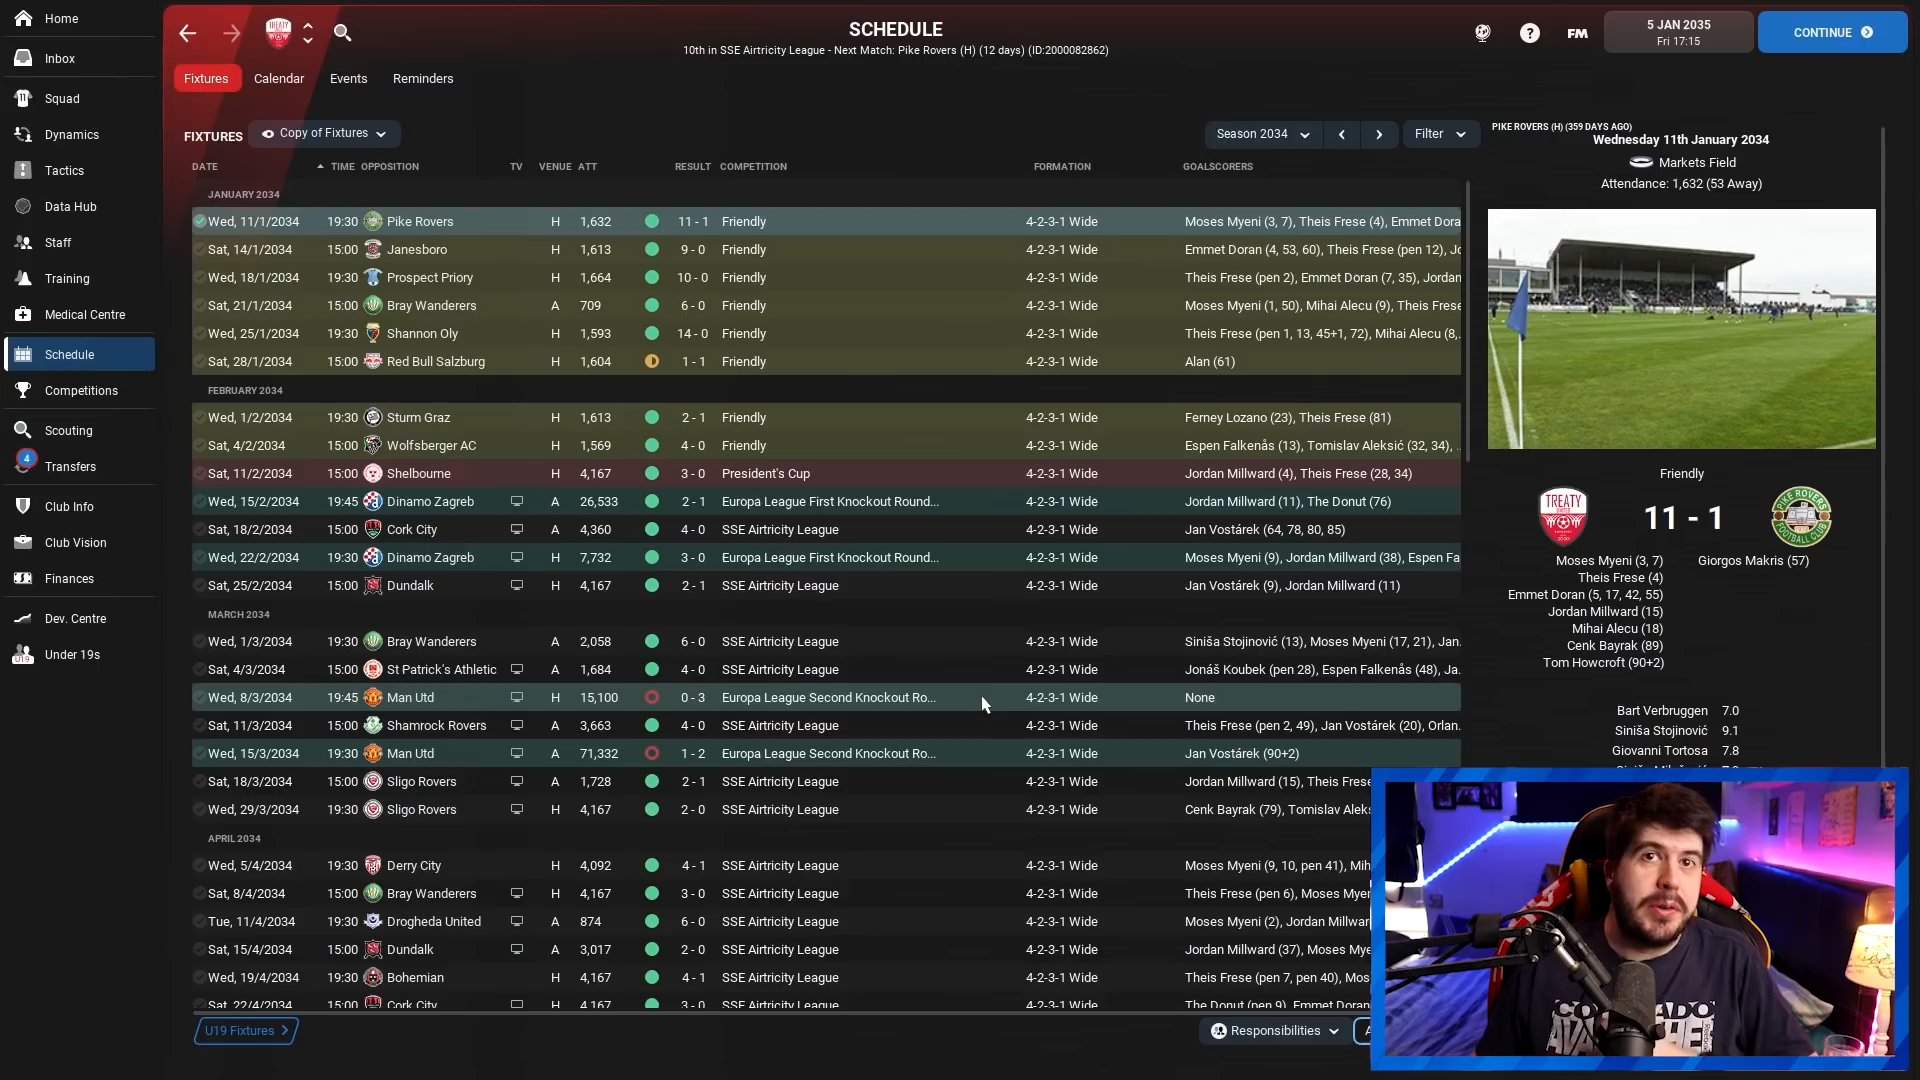 Home
Inbox
Squad
Dynamics
Tactics
Data Hub
Staff
Training
Medical Centre
Schedule
Competitions
Scouting
4
Transfers
Club Info
Club Vision
Finances
Dev. Centre
U19
Under 19s
TREATY
SCHEDULE
10th in SSE Airtricity League - Next Match: Pike Rovers (H) (12 days) (ID:2000082862)
?
FM
5 JAN 2035
Fri 17:15
CONTINUE
Fixtures Calendar Events Reminders
FIXTURES Copy of Fixtures Season 2034 Filter
DATE TIME OPPOSITION TV VENUE ATT RESULT COMPETITION FORMATION GOALSCORERS
JANUARY 2034
Wed, 11/1/2034 19:30 Pike Rovers H 1,632 11 - 1 Friendly 4-2-3-1 Wide Moses Myeni (3, 7), Theis Frese (4), Emmet Dora
Sat, 14/1/2034 15:00 Janesboro H 1,613 9 - 0 Friendly 4-2-3-1 Wide Emmet Doran (4, 53, 60), Theis Frese (pen 12), Jo
Wed, 18/1/2034 19:30 Prospect Priory H 1,664 10 - 0 Friendly 4-2-3-1 Wide Theis Frese (pen 2), Emmet Doran (7, 35), Jordan
Sat, 21/1/2034 15:00 Bray Wanderers A 709 6 - 0 Friendly 4-2-3-1 Wide Moses Myeni (1, 50), Mihai Alecu (9), Theis Frese
Wed, 25/1/2034 19:30 Shannon Oly H 1,593 14 - 0 Friendly 4-2-3-1 Wide Theis Frese (pen 1, 13, 45+1, 72), Mihai Alecu (8,..
Sat, 28/1/2034 15:00 Red Bull Salzburg H 1,604 1 - 1 Friendly 4-2-3-1 Wide Alan (61)
FEBRUARY 2034
Wed, 1/2/2034 19:30 Sturm Graz H 1,613 2 - 1 Friendly 4-2-3-1 Wide Ferney Lozano (23), Theis Frese (81)
Sat, 4/2/2034 15:00 Wolfsberger AC H 1,569 4 - 0 Friendly 4-2-3-1 Wide Espen Falkenås (13), Tomislav Aleksić (32, 34), ..
Sat, 11/2/2034 15:00 Shelbourne H 4,167 3 - 0 President's Cup 4-2-3-1 Wide Jordan Millward (4), Theis Frese (28, 34)
Wed, 15/2/2034 19:45 Dinamo Zagreb A 26,533 2 - 1 Europa League First Knockout Round... 4-2-3-1 Wide Jordan Millward (11), The Donut (76)
Sat, 18/2/2034 15:00 Cork City A 4,360 4 - 0 SSE Airtricity League 4-2-3-1 Wide Jan Vostárek (64, 78, 80, 85)
Wed, 22/2/2034 19:30 Dinamo Zagreb H 7,732 3 - 0 Europa League First Knockout Round... 4-2-3-1 Wide Moses Myeni (9), Jordan Millward (38), Espen Fa
Sat, 25/2/2034 15:00 Dundalk H 4,167 2 - 1 SSE Airtricity League 4-2-3-1 Wide Jan Vostárek (9), Jordan Millward (11)
MARCH 2034
Wed, 1/3/2034 19:30 Bray Wanderers A 2,058 6 - 0 SSE Airtricity League 4-2-3-1 Wide Siniša Stojinović (13), Moses Myeni (17, 21), Jan.
Sat, 4/3/2034 15:00 St Patrick's Athletic A 1,684 4 - 0 SSE Airtricity League 4-2-3-1 Wide Jonáš Koubek (pen 28), Espen Falkenås (48), Ja.
Wed, 8/3/2034 19:45 Man Utd H 15,100 0 - 3 Europa League Second Knockout Ro... 4-2-3-1 Wide None
Sat, 11/3/2034 15:00 Shamrock Rovers A 3,663 4 - 0 SSE Airtricity League 4-2-3-1 Wide Theis Frese (pen 2, 49), Jan Vostárek (20), Orlan.
Wed, 15/3/2034 19:30 Man Utd A 71,332 1 - 2 Europa League Second Knockout Ro... 4-2-3-1 Wide Jan Vostárek (90+2)
Sat, 18/3/2034 15:00 Sligo Rovers A 1,728 2 - 1 SSE Airtricity League 4-2-3-1 Wide Jordan Millward (15), Theis Frese
Wed, 29/3/2034 19:30 Sligo Rovers H 4,167 2 - 0 SSE Airtricity League 4-2-3-1 Wide Cenk Bayrak (79), Tomislav Aleks
APRIL 2034
Wed, 5/4/2034 19:30 Derry City H 4,092 4 - 1 SSE Airtricity League 4-2-3-1 Wide Moses Myeni (9, 10, pen 41), Mih
Sat, 8/4/2034 15:00 Bray Wanderers H 4,167 3 - 0 SSE Airtricity League 4-2-3-1 Wide Theis Frese (pen 6), Moses Myer
Tue, 11/4/2034 19:30 Drogheda United A 874 6 - 0 SSE Airtricity League 4-2-3-1 Wide Moses Myeni (2), Jordan Millwar
Sat, 15/4/2034 15:00 Dundalk A 3,017 2 - 0 SSE Airtricity League 4-2-3-1 Wide Jordan Millward (37), Moses Mye
Wed, 19/4/2034 19:30 Bohemian H 4,167 4 - 1 SSE Airtricity League 4-2-3-1 Wide Theis Frese (pen 7, pen 40), Mos
Sat, 22/4/2034 15:00 Cork City H 4,167 3 - 0 SSE Airtricity League 4-2-3-1 Wide The Donut (pen 9), Emmet Doran
U19 Fixtures
Responsibilities
PIKE ROVERS (H) (359 DAYS AGO)
Wednesday 11th January 2034
Markets Field
Attendance: 1,632 (53 Away)
Friendly
TREATY
11 - 1
PIKE ROVERS
FOOTBALL CLUB
Moses Myeni (3, 7) Giorgos Makris (57)
Theis Frese (4)
Emmet Doran (5, 17, 42, 55)
Jordan Millward (15)
Mihai Alecu (18)
Cenk Bayrak (89)
Tom Howcroft (90+2)
Bart Verbruggen 7.0
Siniša Stojinović 9.1
Giovanni Tortosa 7.8